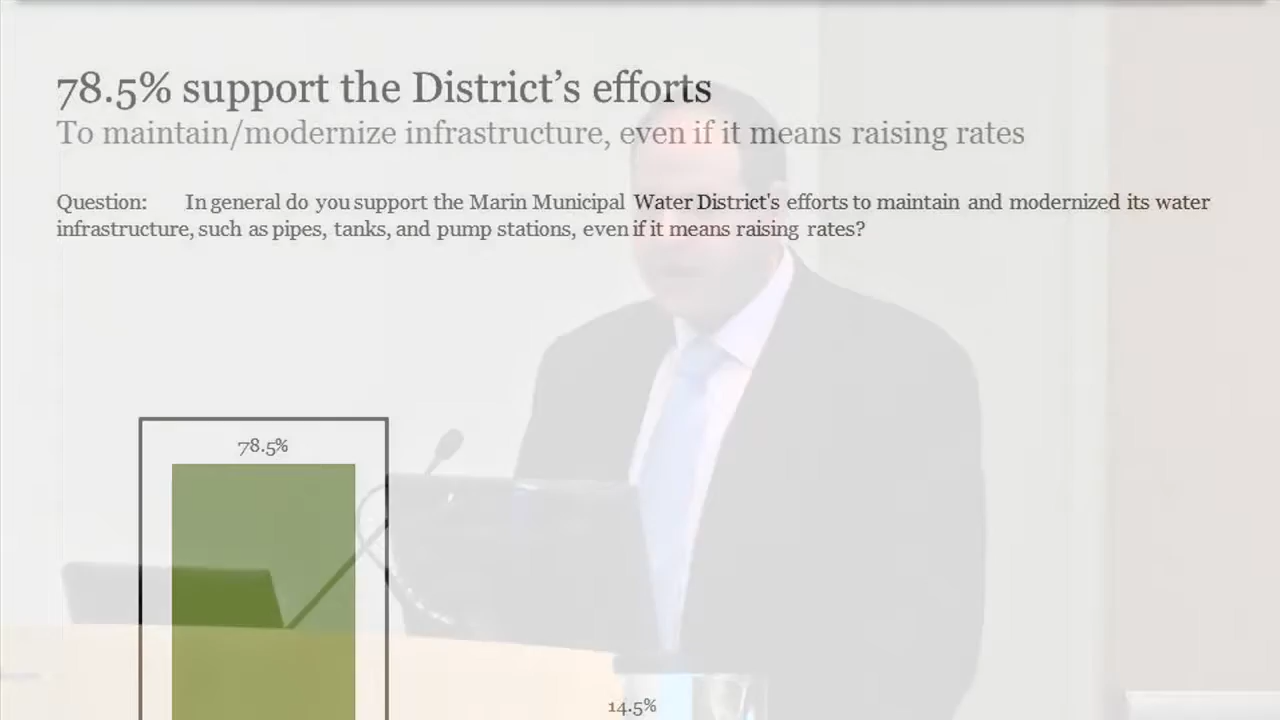 78.5% support the District's efforts
To maintain/modernize infrastructure, even if it means raising rates
Question: In general do you support the Marin Municipal Water District's efforts to maintain and modernized its water
infrastructure, such as pipes, tanks, and pump stations, even if it means raising rates?
78.5%
14.5%